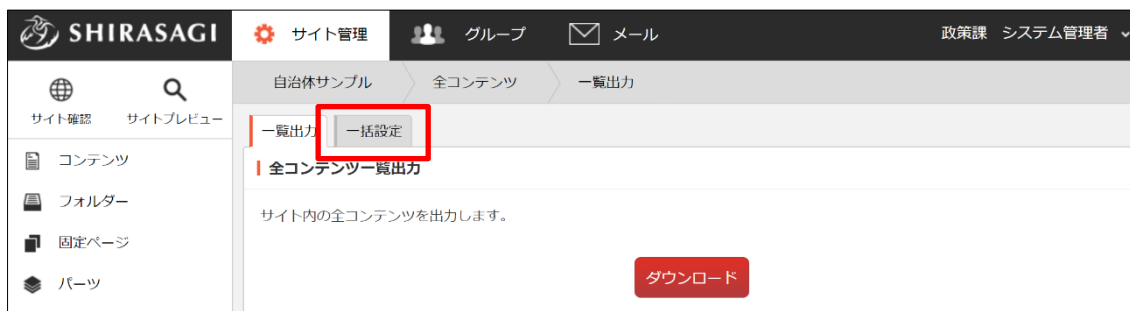 SHIRASAGI サイト管理 グループ メール 政策課 システム管理者
自治体サンプル 全コンテンツ 一覧出力
サイト確認 サイトプレビュー
一覧出力 一括設定
コンテンツ
全コンテンツ一覧出力
フォルダー
サイト内の全コンテンツを出力します。
固定ページ
パーツ
ダウンロード